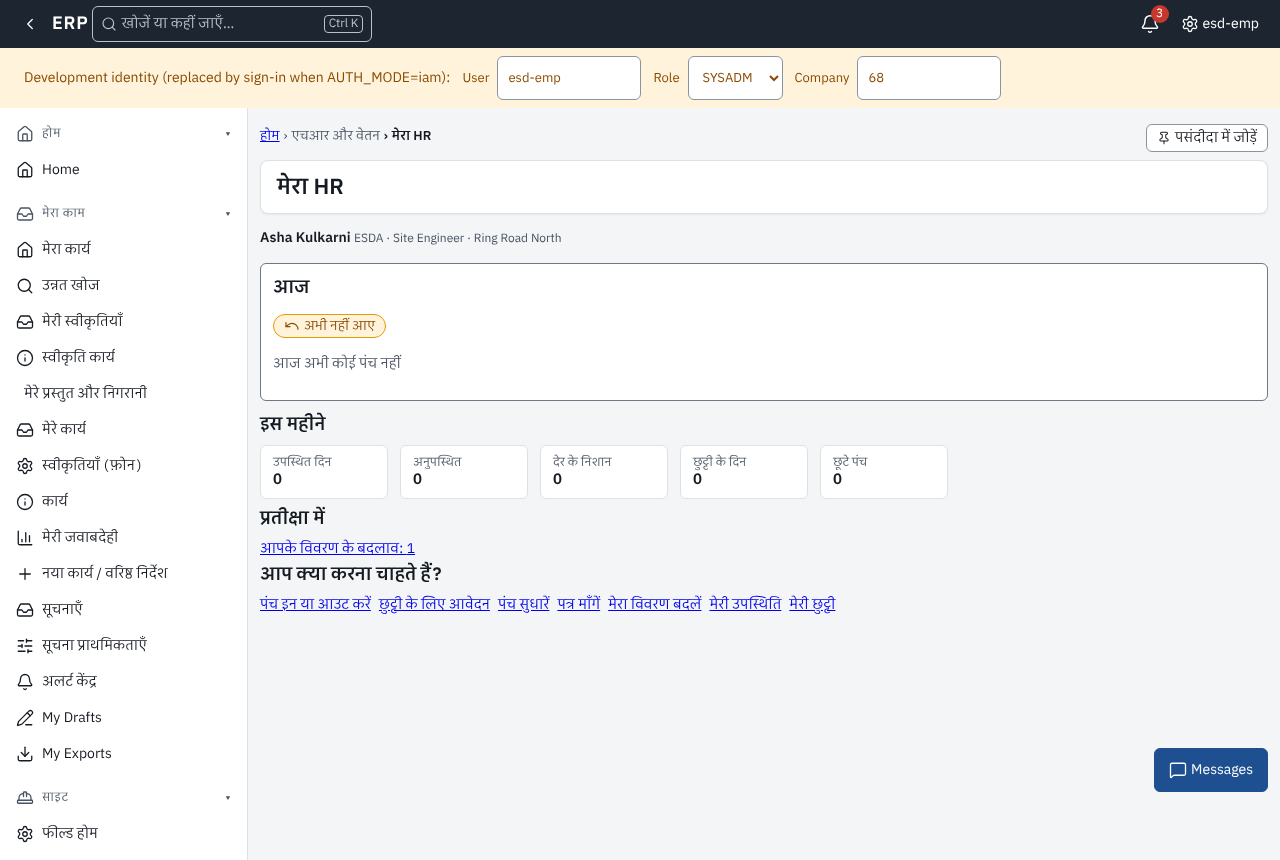 ERP
खोजें या कहीं जाएँ...
Ctrl K
3
esd-emp
Development identity (replaced by sign-in when AUTH_MODE=iam):
User
esd-emp
Role
SYSADM
Company
68
होम
Home
मेरा काम
मेरा कार्य
उन्नत खोज
मेरी स्वीकृतियाँ
स्वीकृति कार्य
मेरे प्रस्तुत और निगरानी
मेरे कार्य
स्वीकृतियाँ (फ़ोन)
कार्य
मेरी जवाबदेही
नया कार्य / वरिष्ठ निर्देश
सूचनाएँ
सूचना प्राथमिकताएँ
अलर्ट केंद्र
My Drafts
My Exports
साइट
फील्ड होम
होम › एचआर और वेतन › मेरा HR
पसंदीदा में जोड़ें
मेरा HR
Asha Kulkarni ESDA · Site Engineer · Ring Road North
आज
अभी नहीं आए
आज अभी कोई पंच नहीं
इस महीने
उपस्थित दिन
0
अनुपस्थित
0
देर के निशान
0
छुट्टी के दिन
0
छूटे पंच
0
प्रतीक्षा में
आपके विवरण के बदलाव: 1
आप क्या करना चाहते हैं?
पंच इन या आउट करें छुट्टी के लिए आवेदन पंच सुधारें पत्र माँगें मेरा विवरण बदलें मेरी उपस्थिति मेरी छुट्टी
Messages